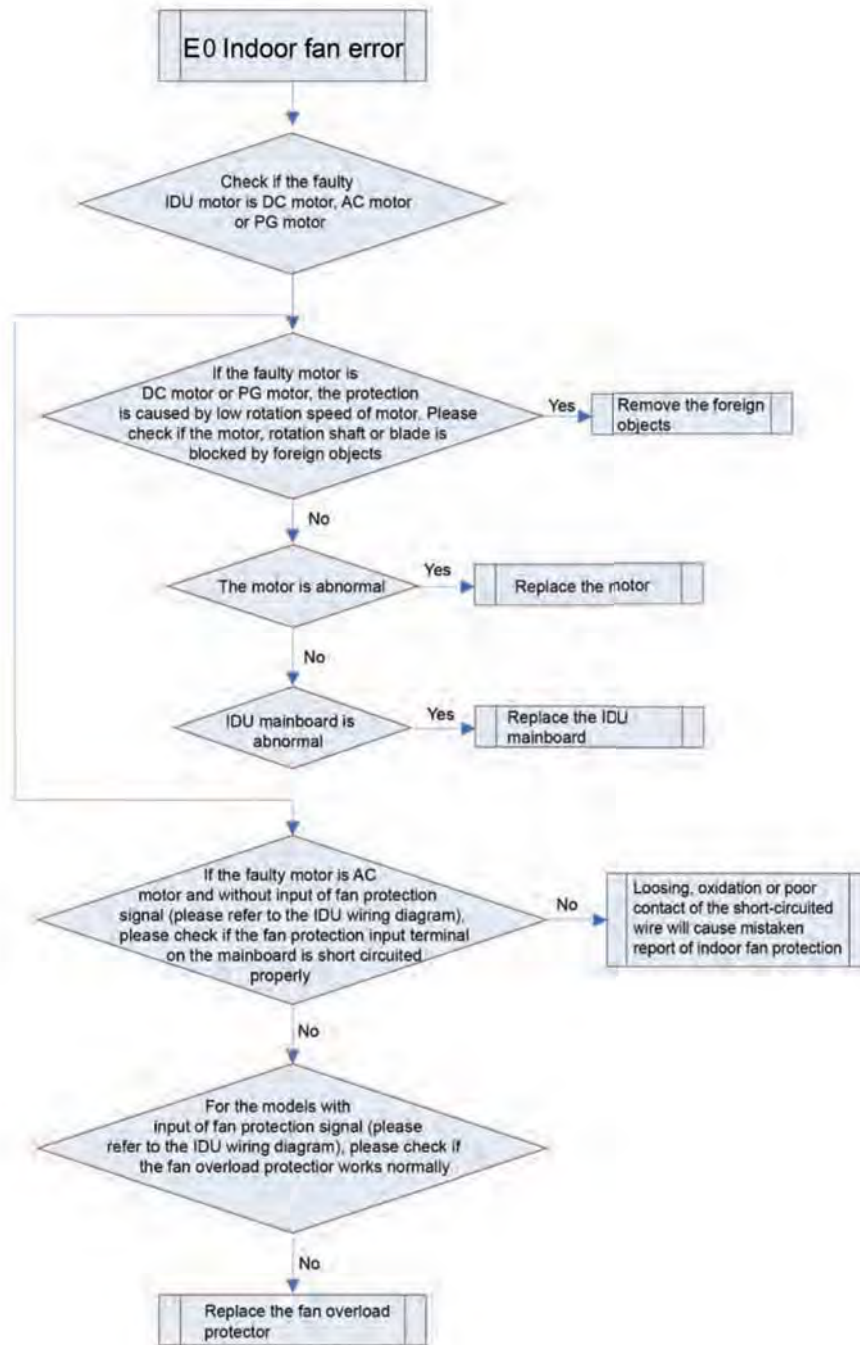 E0 Indoor fan error
Check if the faulty
IDU motor is DC motor, AC motor
or PG motor
If the faulty motor is
DC motor or PG motor, the protection
is caused by low rotation speed of motor. Please
check if the motor, rotation shaft or blade is
blocked by foreign objects
Yes
Remove the foreign
objects
No
The motor is abnormal
Yes
Replace the motor
No
IDU mainboard is
abnormal
Yes
Replace the IDU
mainboard
If the faulty motor is AC
motor and without input of fan protection
signal (please refer to the IDU wiring diagram),
please check if the fan protection input terminal
on the mainboard is short circuited
properly
No
Loosing, oxidation or poor
contact of the short-circuited
wire will cause mistaken
report of indoor fan protection
No
For the models with
input of fan protection signal (please
refer to the IDU wiring diagram), please check if
the fan overload protectior works normally
No
Replace the fan overload
protector